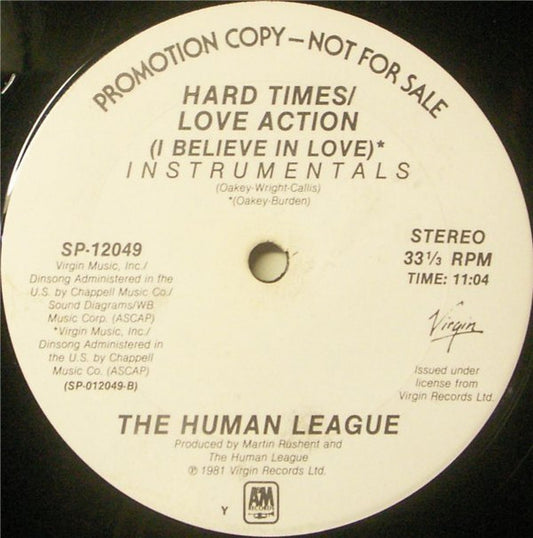 PROMOTION COPY – NOT FOR SALE
HARD TIMES/
LOVE ACTION
(I BELIEVE IN LOVE)*
INSTRUMENTALS
(Oakey-Wright-Callis)
*(Oakey-Burden)
SP-12049
Virgin Music, Inc./
Dinsong Administered in the
U.S. by Chappell Music Co./
Sound Diagrams/WB
Music Corp. (ASCAP)
*Virgin Music, Inc./
Dinsong Administered in
the U.S. by Chappell
Music Co. (ASCAP)
(SP-012049-B)
STEREO
33 1/3 RPM
TIME: 11:04
Virgin
Issued under
license from
Virgin Records Ltd.
THE HUMAN LEAGUE
Produced by Martin Rushent and
The Human League
℗ 1981 Virgin Records Ltd.
Y
A&M
RECORDS